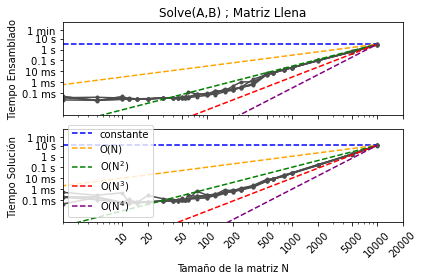 Solve(A,B) ; Matriz Llena
Tiempo Ensamblado
1 min
10 s
1 s
0.1 s
10 ms
1 ms
0.1 ms
Tiempo Solución
1 min
10 s
1 s
0.1 s
10 ms
1 ms
0.1 ms
constante
O(N)
O(N²)
O(N³)
O(N⁴)
10
20
50
100
200
500
1000
2000
5000
10000
20000
Tamaño de la matriz N